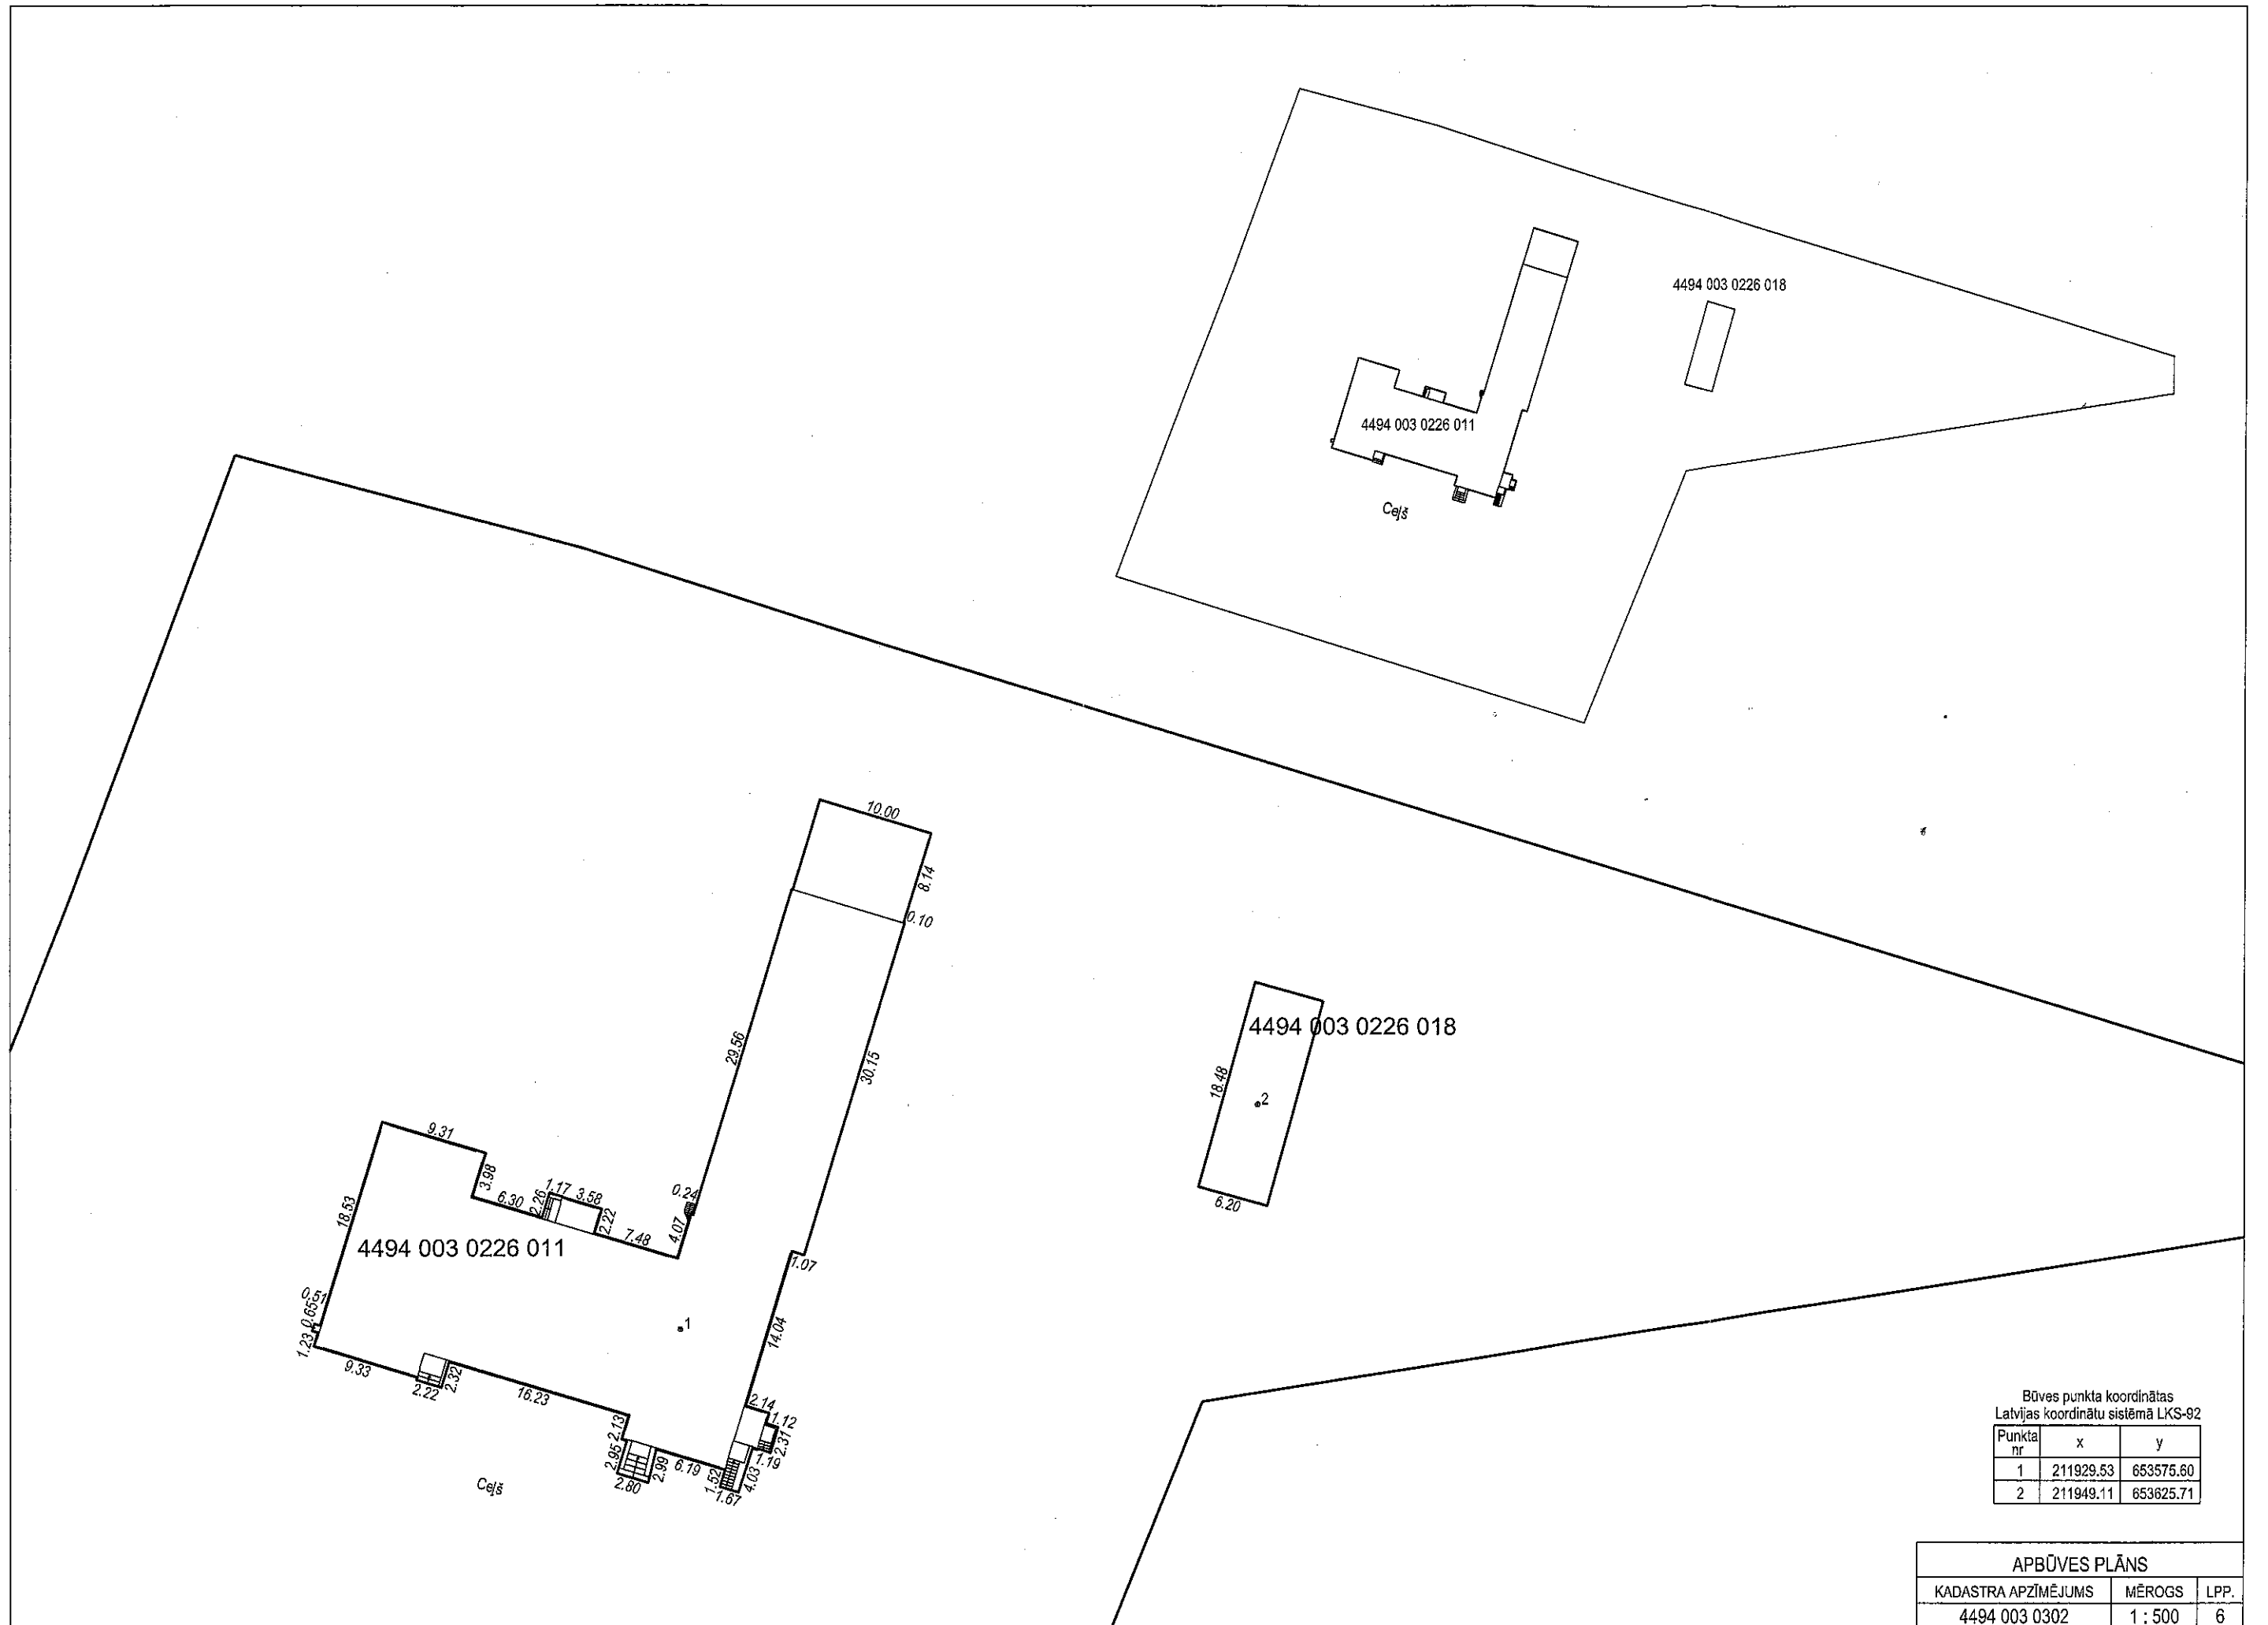 4494 003 0226 018
4494 003 0226 011
Ceļš
10.00
8.14
0.10
29.56
30.15
4494 003 0226 018
18.48
2
6.20
9.31
3.98
6.30
2.26
1.17
3.58
2.22
7.48
0.24
4.07
18.53
4494 003 0226 011
1.07
0.51
0.65
1.23
1
14.04
9.33
2.22
2.32
16.23
2.13
2.95
2.80
2.99
6.19
1.52
1.67
4.03
1.19
2.31
1.12
2.14
Ceļš
Būves punkta koordinātas
Latvijas koordinātu sistēmā LKS-92
Punkta nr x y
1 211929.53 653575.60
2 211949.11 653625.71
APBŪVES PLĀNS
KADASTRA APZĪMĒJUMS MĒROGS LPP.
4494 003 0302 1 : 500 6